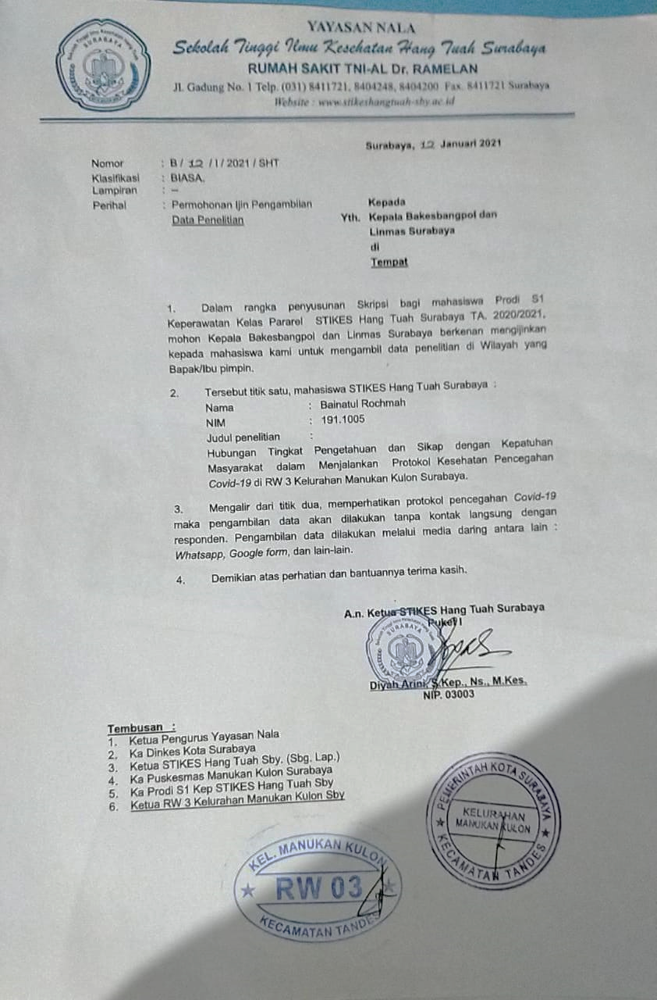 YAYASAN NALA
Sekolah Tinggi Ilmu Kesehatan Hang Tuah Surabaya
RUMAH SAKIT TNI-AL Dr. RAMELAN
Jl. Gadung No. 1 Telp. (031) 8411721, 8404248, 8404200 Fax. 8411721 Surabaya
Website : www.stikeshangtuah-sby.ac.id
Surabaya, 12 Januari 2021
Nomor : B / 12 / I / 2021 / SHT
Klasifikasi : BIASA.
Lampiran : –
Perihal : Permohonan Ijin Pengambilan
Data Penelitian
Kepada
Yth. Kepala Bakesbangpol dan
Linmas Surabaya
di
Tempat
1. Dalam rangka penyusunan Skripsi bagi mahasiswa Prodi S1
Keperawatan Kelas Pararel STIKES Hang Tuah Surabaya TA. 2020/2021,
mohon Kepala Bakesbangpol dan Linmas Surabaya berkenan mengijinkan
kepada mahasiswa kami untuk mengambil data penelitian di Wilayah yang
Bapak/Ibu pimpin.
2. Tersebut titik satu, mahasiswa STIKES Hang Tuah Surabaya :
Nama : Bainatul Rochmah
NIM : 191.1005
Judul penelitian :
Hubungan Tingkat Pengetahuan dan Sikap dengan Kepatuhan
Masyarakat dalam Menjalankan Protokol Kesehatan Pencegahan
Covid-19 di RW 3 Kelurahan Manukan Kulon Surabaya.
3. Mengalir dari titik dua, memperhatikan protokol pencegahan Covid-19
maka pengambilan data akan dilakukan tanpa kontak langsung dengan
responden. Pengambilan data dilakukan melalui media daring antara lain :
Whatsapp, Google form, dan lain-lain.
4. Demikian atas perhatian dan bantuannya terima kasih.
A.n. Ketua STIKES Hang Tuah Surabaya
Puket I
SURABAYA
Diyah Arini, S.Kep., Ns., M.Kes.
NIP. 03003
Tembusan :
1. Ketua Pengurus Yayasan Nala
2. Ka Dinkes Kota Surabaya
3. Ketua STIKES Hang Tuah Sby. (Sbg. Lap.)
4. Ka Puskesmas Manukan Kulon Surabaya
5. Ka Prodi S1 Kep STIKES Hang Tuah Sby
6. Ketua RW 3 Kelurahan Manukan Kulon Sby
PEMERINTAH KOTA SURABAYA
KELURAHAN
MANUKAN KULON
KECAMATAN TANDES
KEL. MANUKAN KULON
RW 03
KECAMATAN TANDES